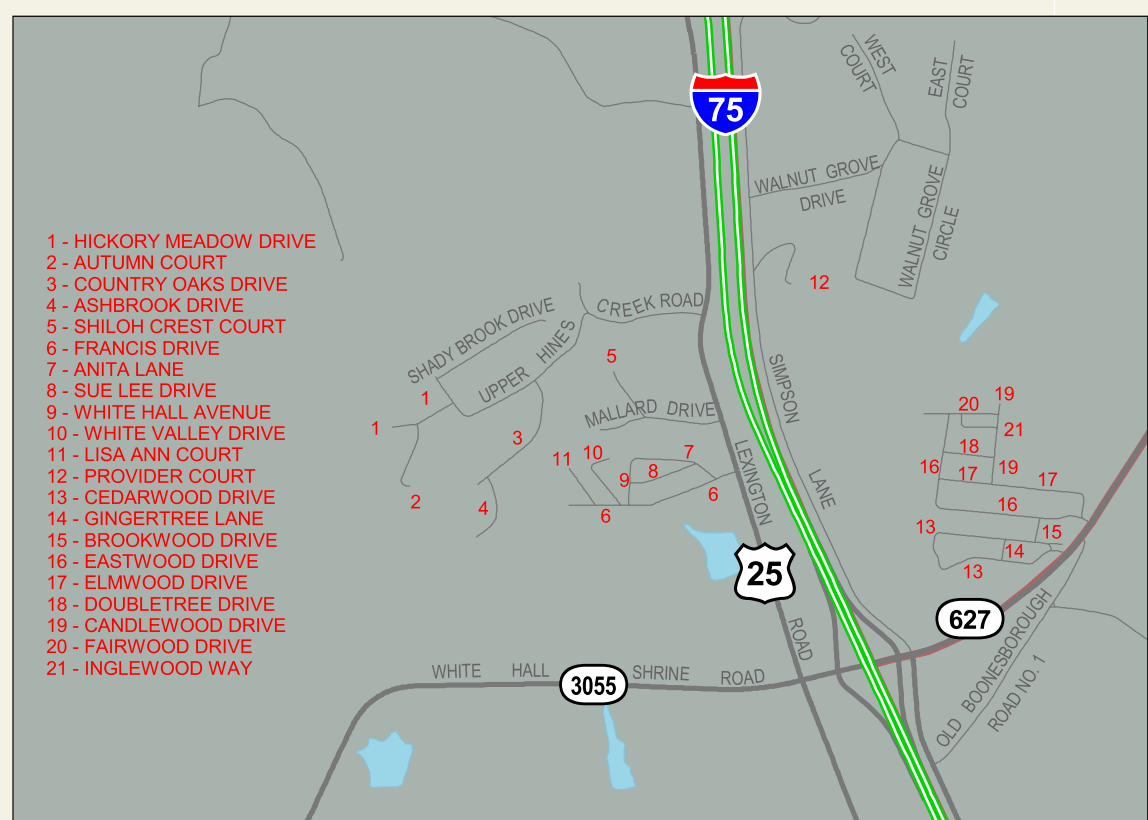 WEST
COURT
EAST
COURT
75
WALNUT GROVE
DRIVE
WALNUT GROVE
CIRCLE
12
1 - HICKORY MEADOW DRIVE
2 - AUTUMN COURT
3 - COUNTRY OAKS DRIVE
4 - ASHBROOK DRIVE
5 - SHILOH CREST COURT
6 - FRANCIS DRIVE
7 - ANITA LANE
8 - SUE LEE DRIVE
9 - WHITE HALL AVENUE
10 - WHITE VALLEY DRIVE
11 - LISA ANN COURT
12 - PROVIDER COURT
13 - CEDARWOOD DRIVE
14 - GINGERTREE LANE
15 - BROOKWOOD DRIVE
16 - EASTWOOD DRIVE
17 - ELMWOOD DRIVE
18 - DOUBLETREE DRIVE
19 - CANDLEWOOD DRIVE
20 - FAIRWOOD DRIVE
21 - INGLEWOOD WAY
SHADY BROOK DRIVE
UPPER HINES CREEK ROAD
5
1
1
MALLARD DRIVE
3
2
4
11
10
9
8
7
6
6
SIMPSON LANE
LEXINGTON ROAD
25
20
19
21
18
16
17
19
17
16
13
15
14
13
627
WHITE HALL SHRINE ROAD
3055
OLD BOONESBOROUGH
ROAD NO. 1